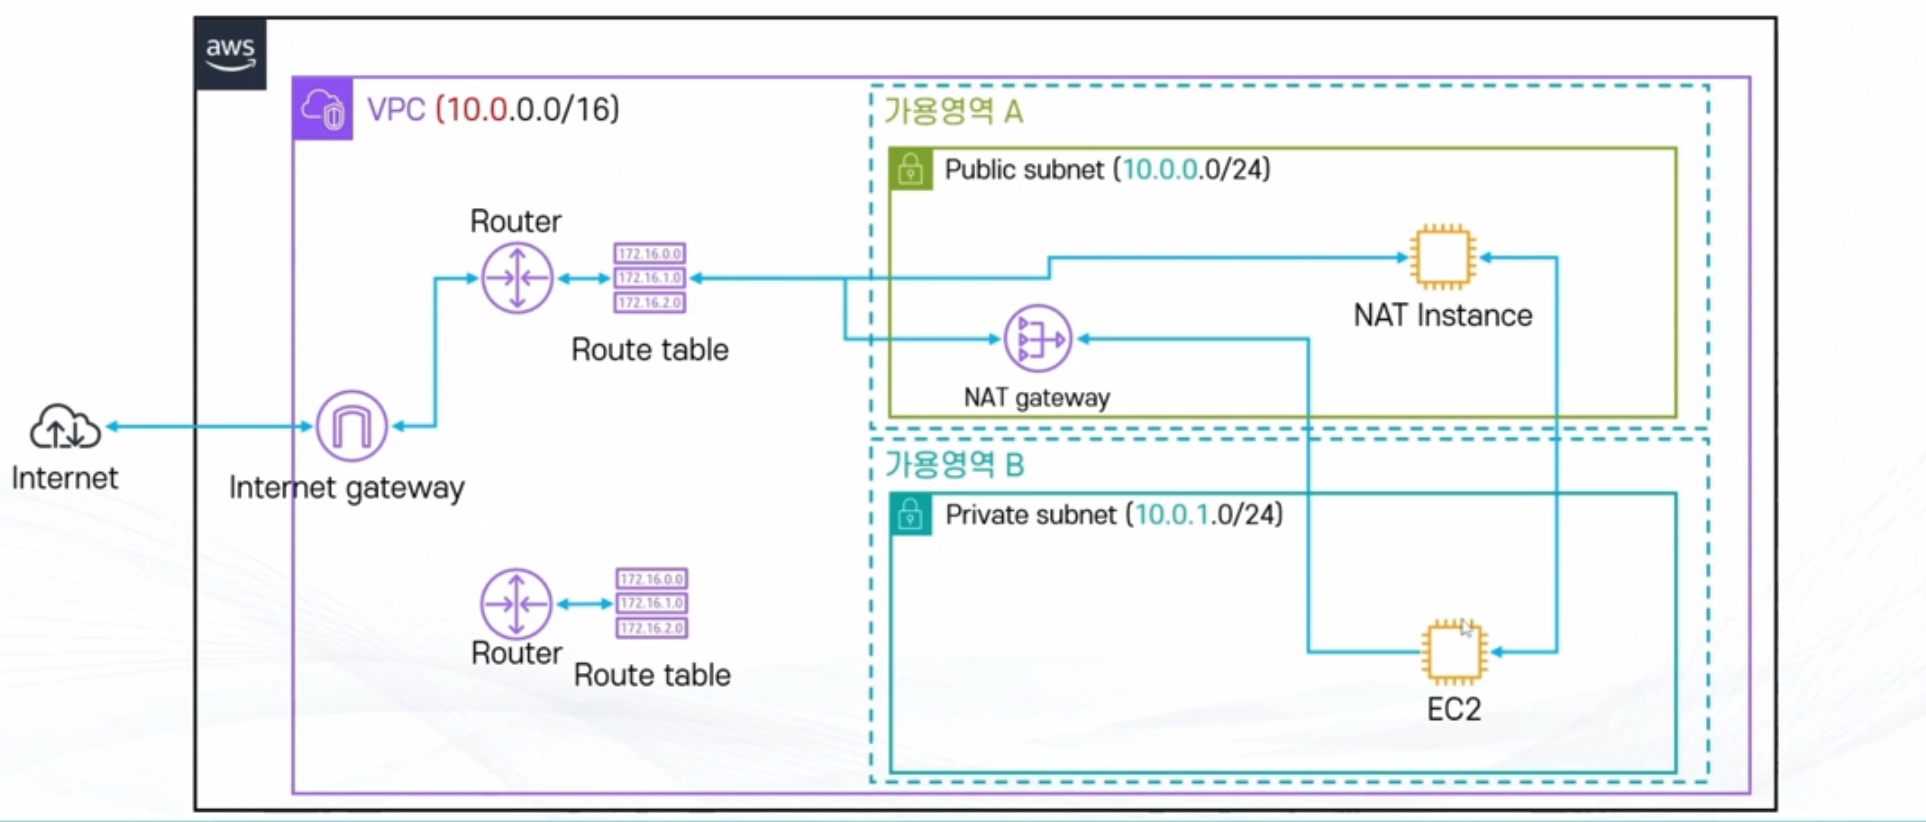 aws
VPC (10.0.0.0/16)
가용영역 A
Public subnet (10.0.0.0/24)
Router
172.16.0.0
172.16.1.0
172.16.2.0
Route table
NAT Instance
NAT gateway
Internet
Internet gateway
가용영역 B
Private subnet (10.0.1.0/24)
Router
172.16.0.0
172.16.1.0
172.16.2.0
Route table
EC2